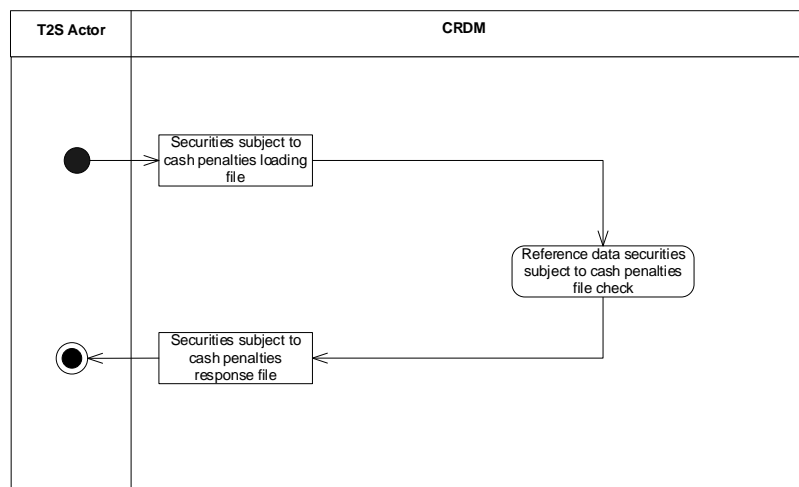 T2S Actor
CRDM
Securities subject to
cash penalties loading
file
Reference data securities
subject to cash penalties
file check
Securities subject to
cash penalties
response file